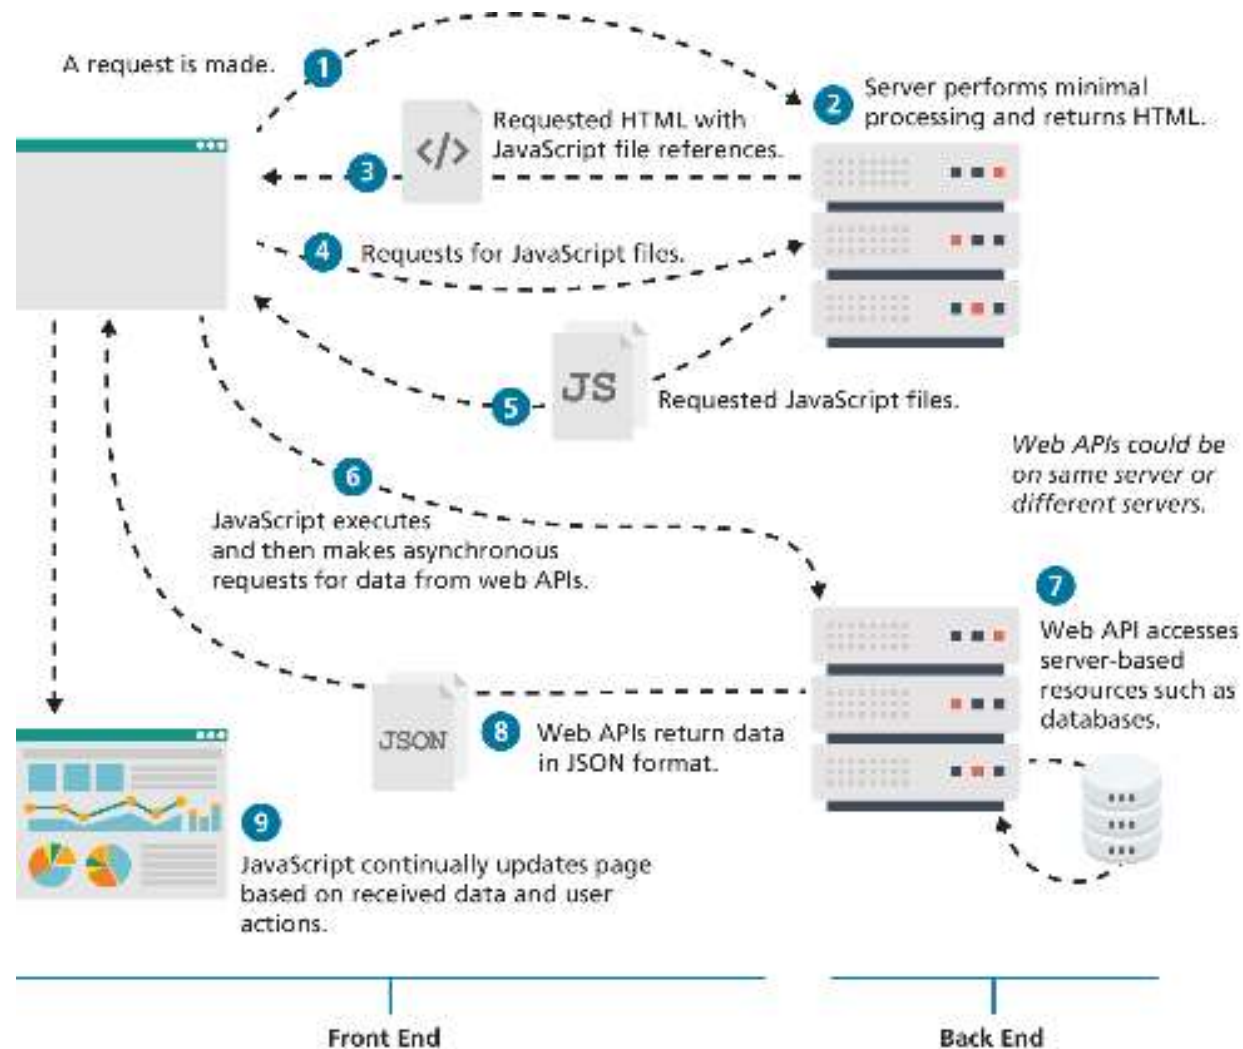 A request is made.
1
2
Server performs minimal
processing and returns HTML.
</>
Requested HTML with
JavaScript file references.
3
4
Requests for JavaScript files.
JS
5
Requested JavaScript files.
Web APIs could be
on same server or
different servers.
6
JavaScript executes
and then makes asynchronous
requests for data from web APIs.
7
Web API accesses
server-based
resources such as
databases.
JSON
8
Web APIs return data
in JSON format.
9
JavaScript continually updates page
based on received data and user
actions.
Front End
Back End